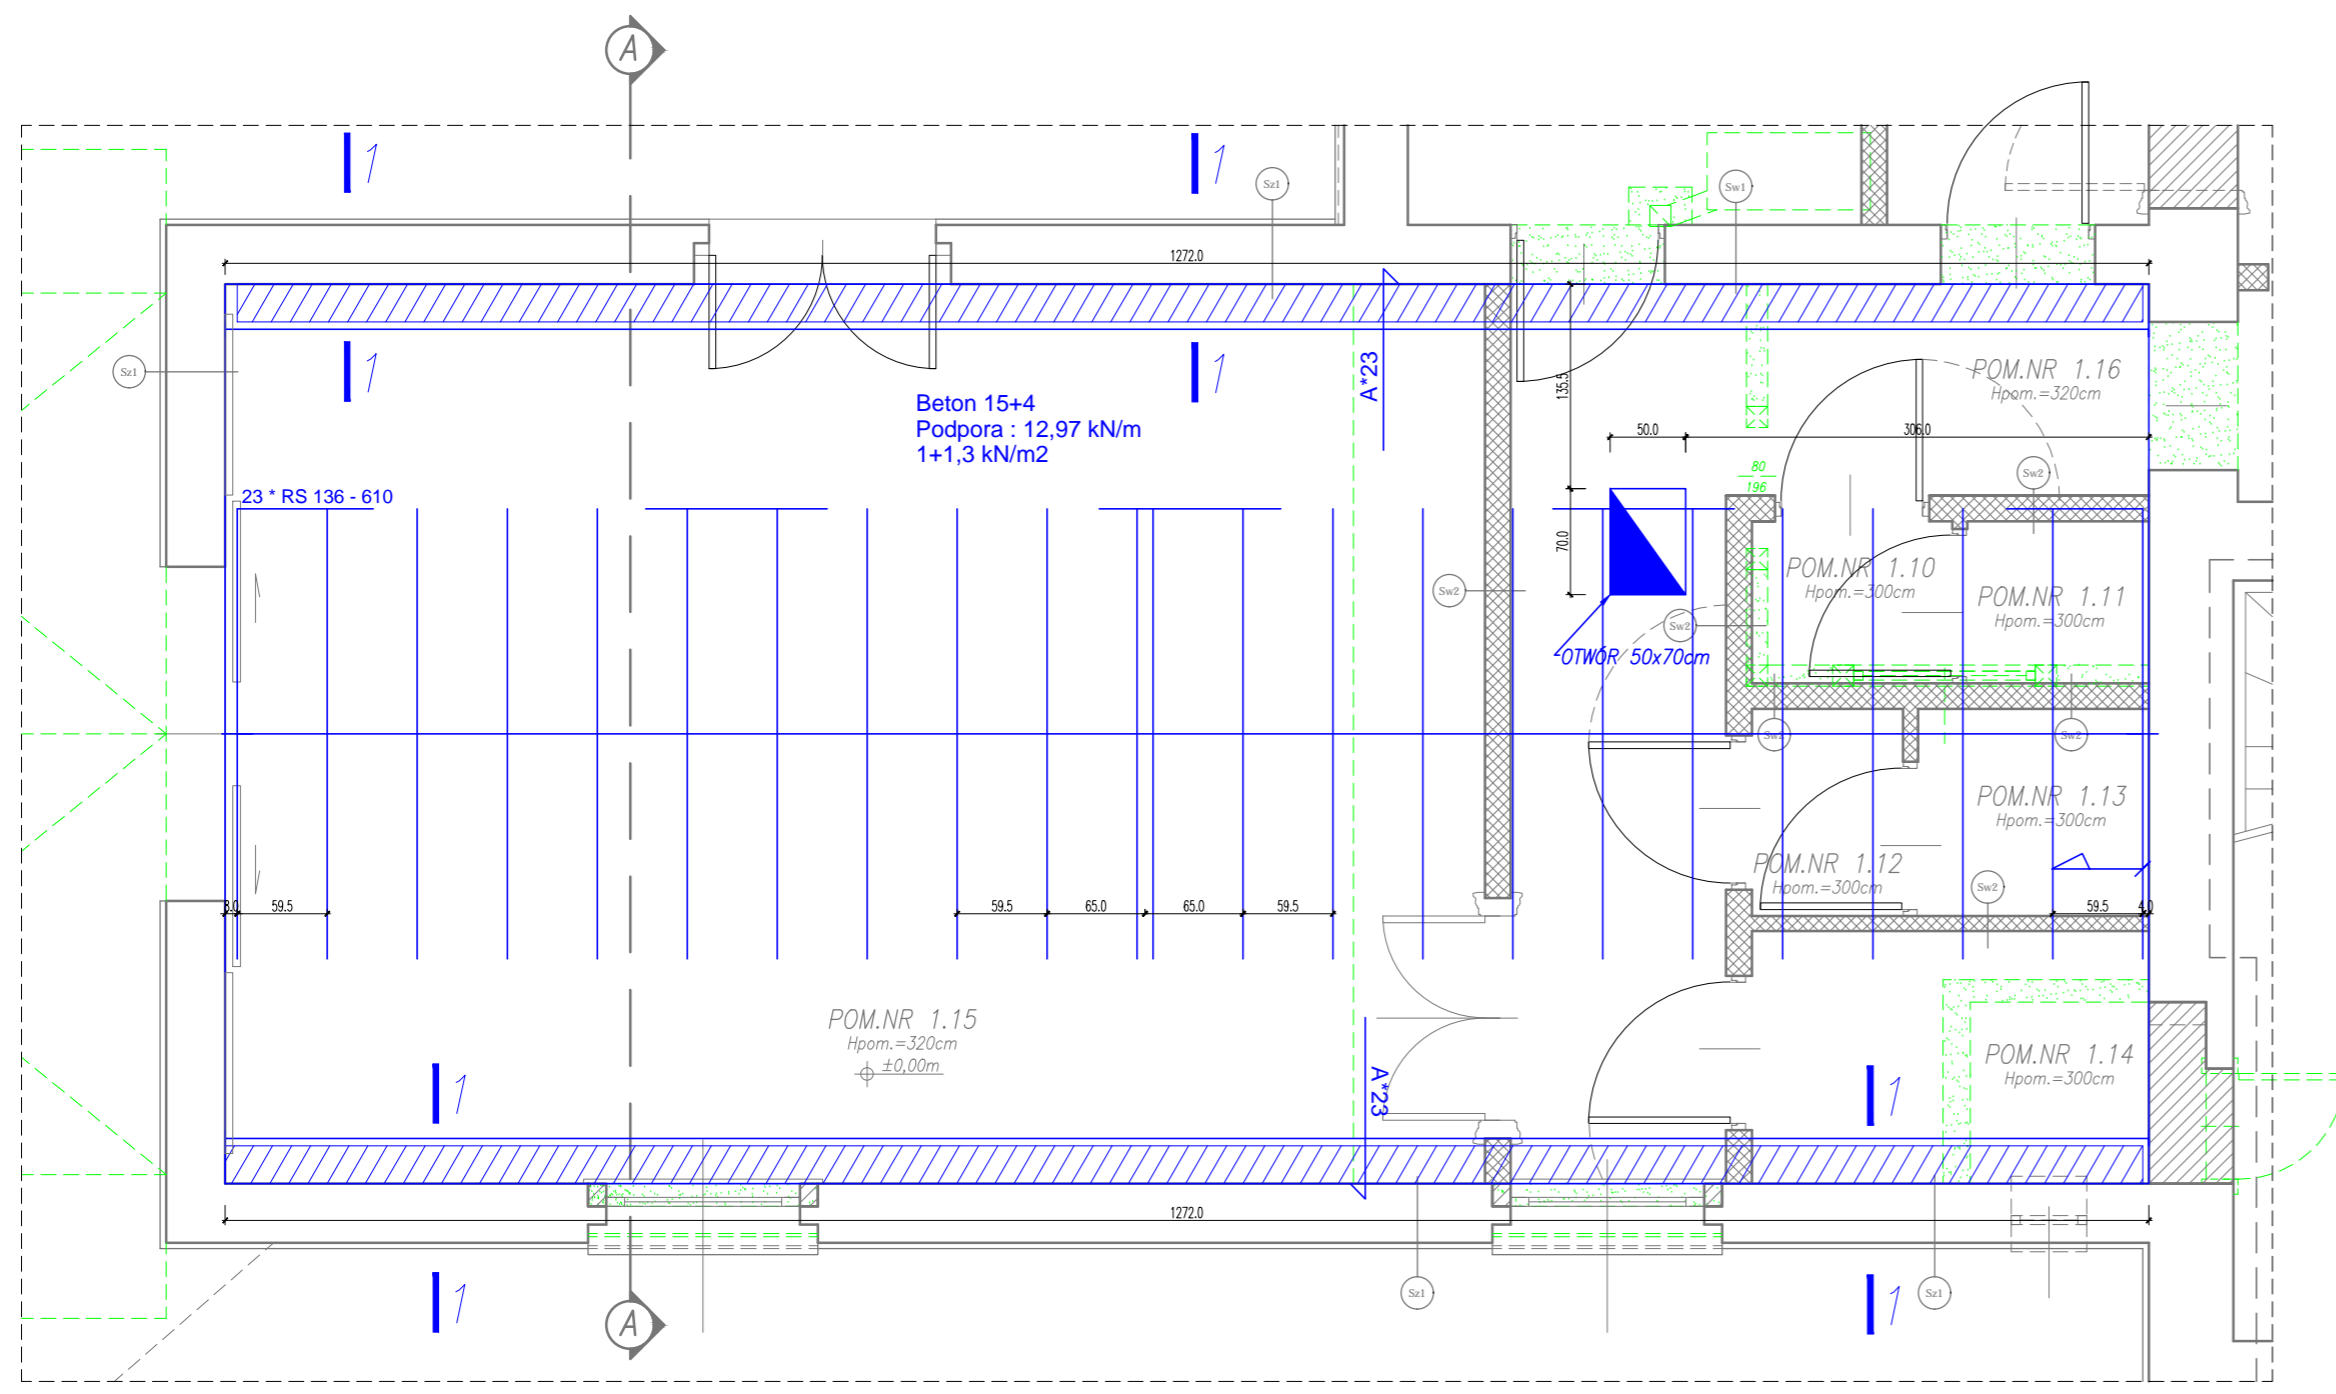 A
1
1
Sz1
Sw1
1272.0
Sz1
1
1
A*23
135.5
POM.NR 1.16
Hpom.=320cm
Beton 15+4
Podpora : 12,97 kN/m
1+1,3 kN/m2
50.0
306.0
80
196
Sw2
23 * RS 136 - 610
70.0
POM.NR 1.10
Hpom.=300cm
POM.NR 1.11
Hpom.=300cm
Sw2
Sw2
OTWÓR 50x70cm
Sw2
Sw2
POM.NR 1.13
Hpom.=300cm
POM.NR 1.12
Hpom.=300cm
Sw2
3.0
59.5
59.5
65.0
65.0
59.5
59.5
4.0
POM.NR 1.15
Hpom.=320cm
±0,00m
POM.NR 1.14
Hpom.=300cm
1
A*23
1
1272.0
Sz1
Sz1
1
1
A